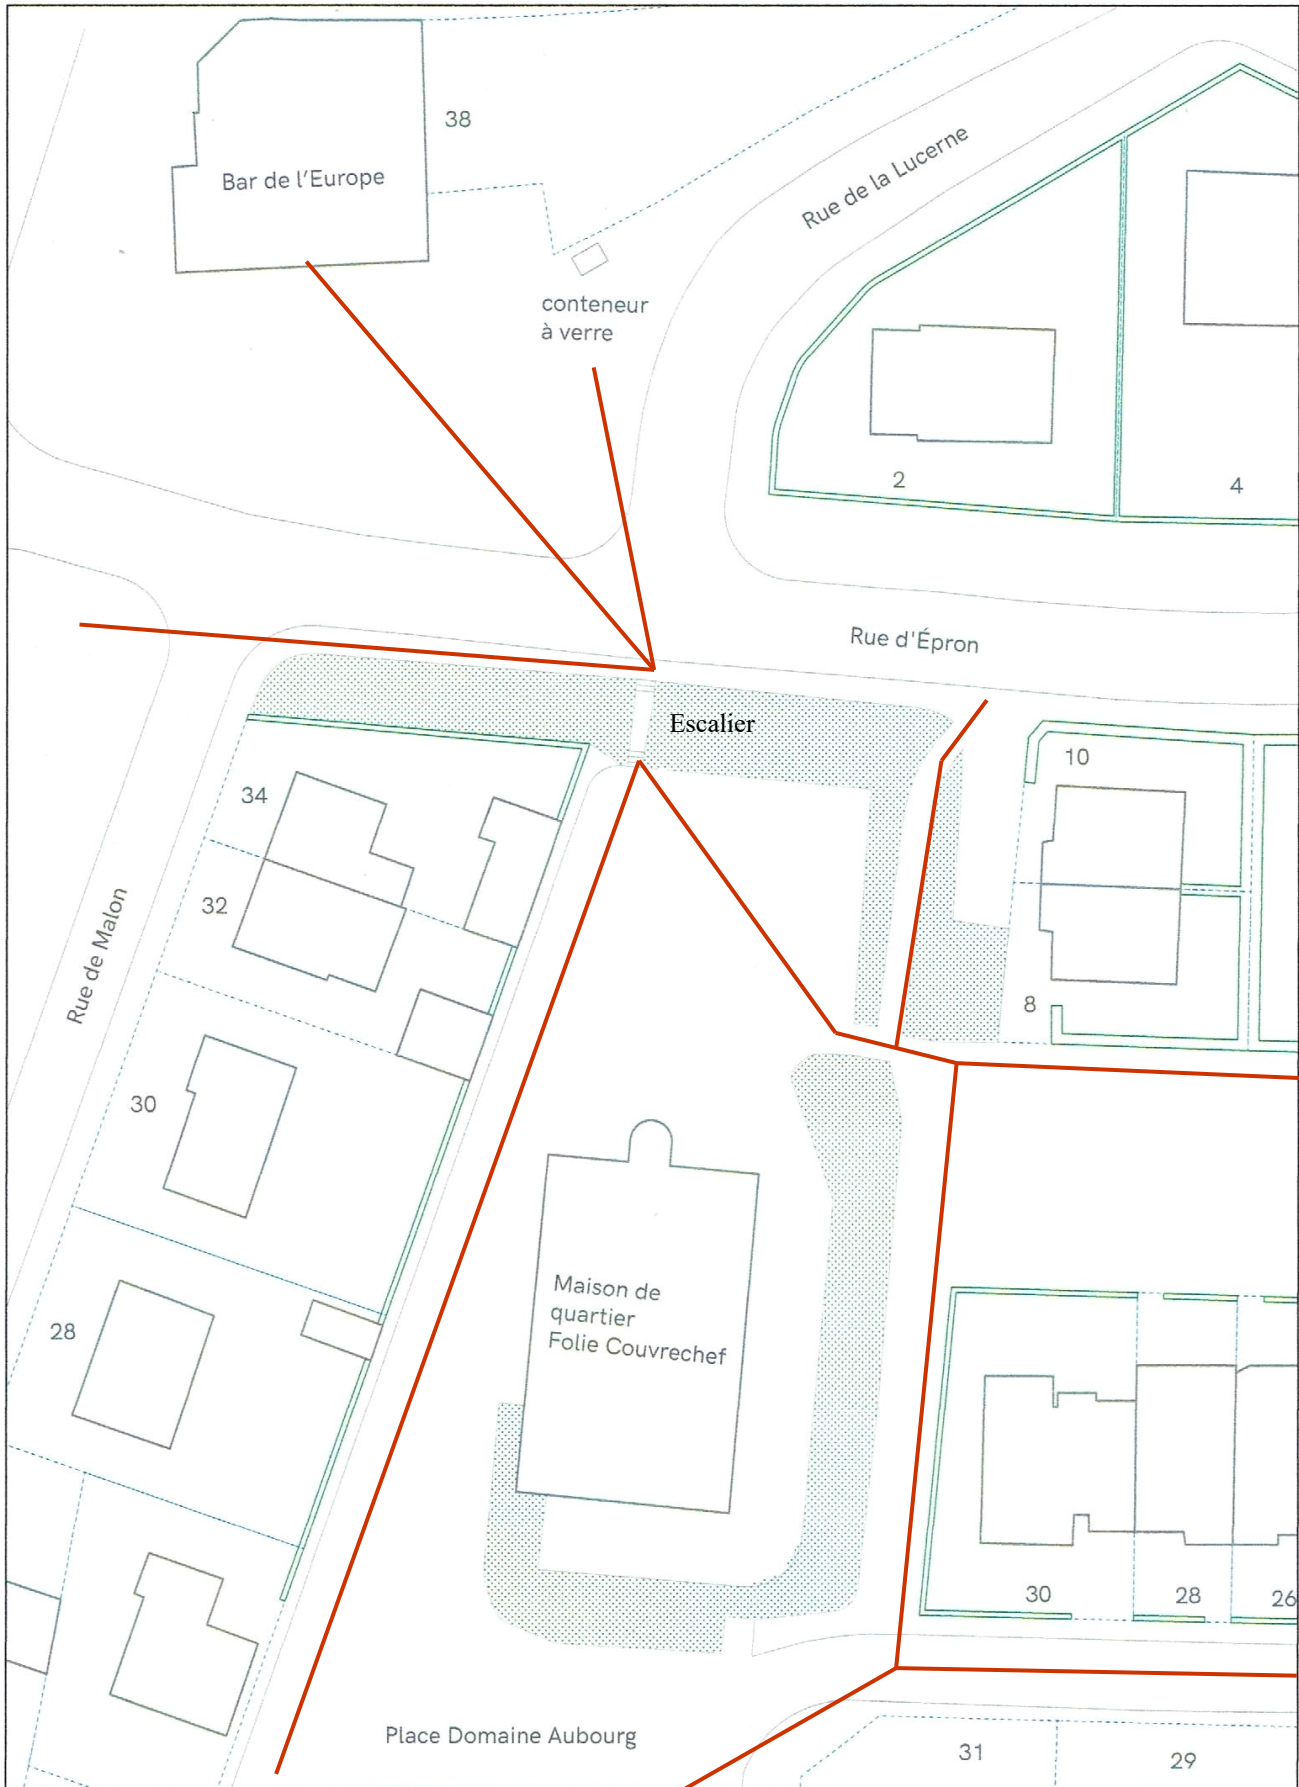 38
Bar de l'Europe
Rue de la Lucerne
conteneur
à verre
2
4
Rue d'Épron
Escalier
10
34
32
Rue de Malon
8
30
28
Maison de
quartier
Folie Couvrechef
30
28
26
Place Domaine Aubourg
31
29